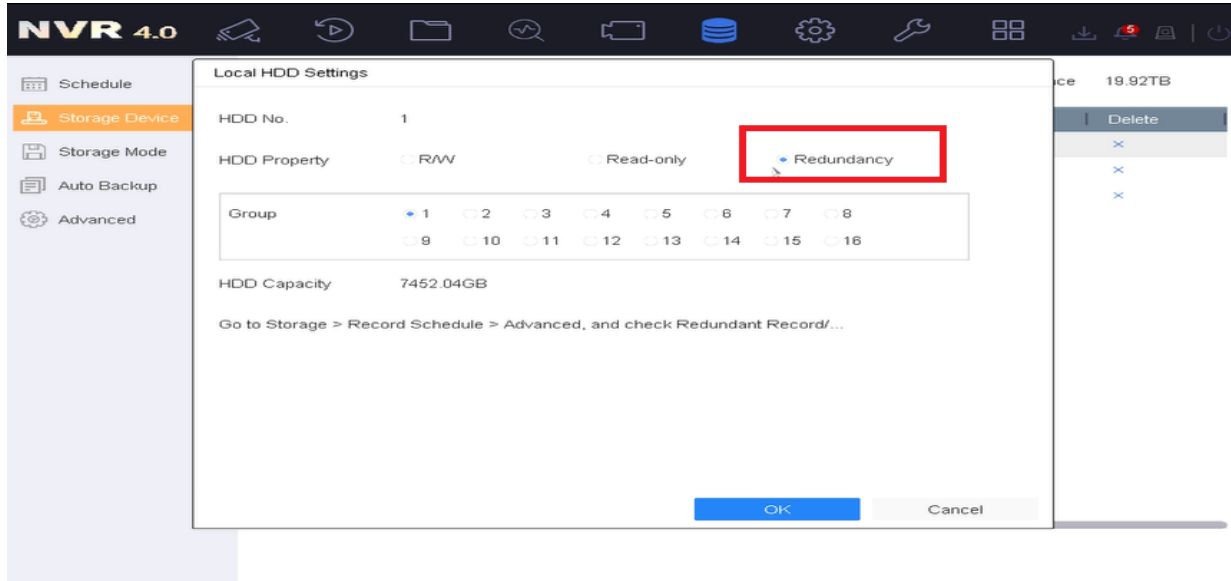 NVR 4.0
5
Schedule
Storage Device
Storage Mode
Auto Backup
Advanced
Local HDD Settings
HDD No. 1
HDD Property R/W Read-only Redundancy
Group 1 2 3 4 5 6 7 8
9 10 11 12 13 14 15 16
HDD Capacity 7452.04GB
Go to Storage > Record Schedule > Advanced, and check Redundant Record/...
OK Cancel
ce 19.92TB
Delete